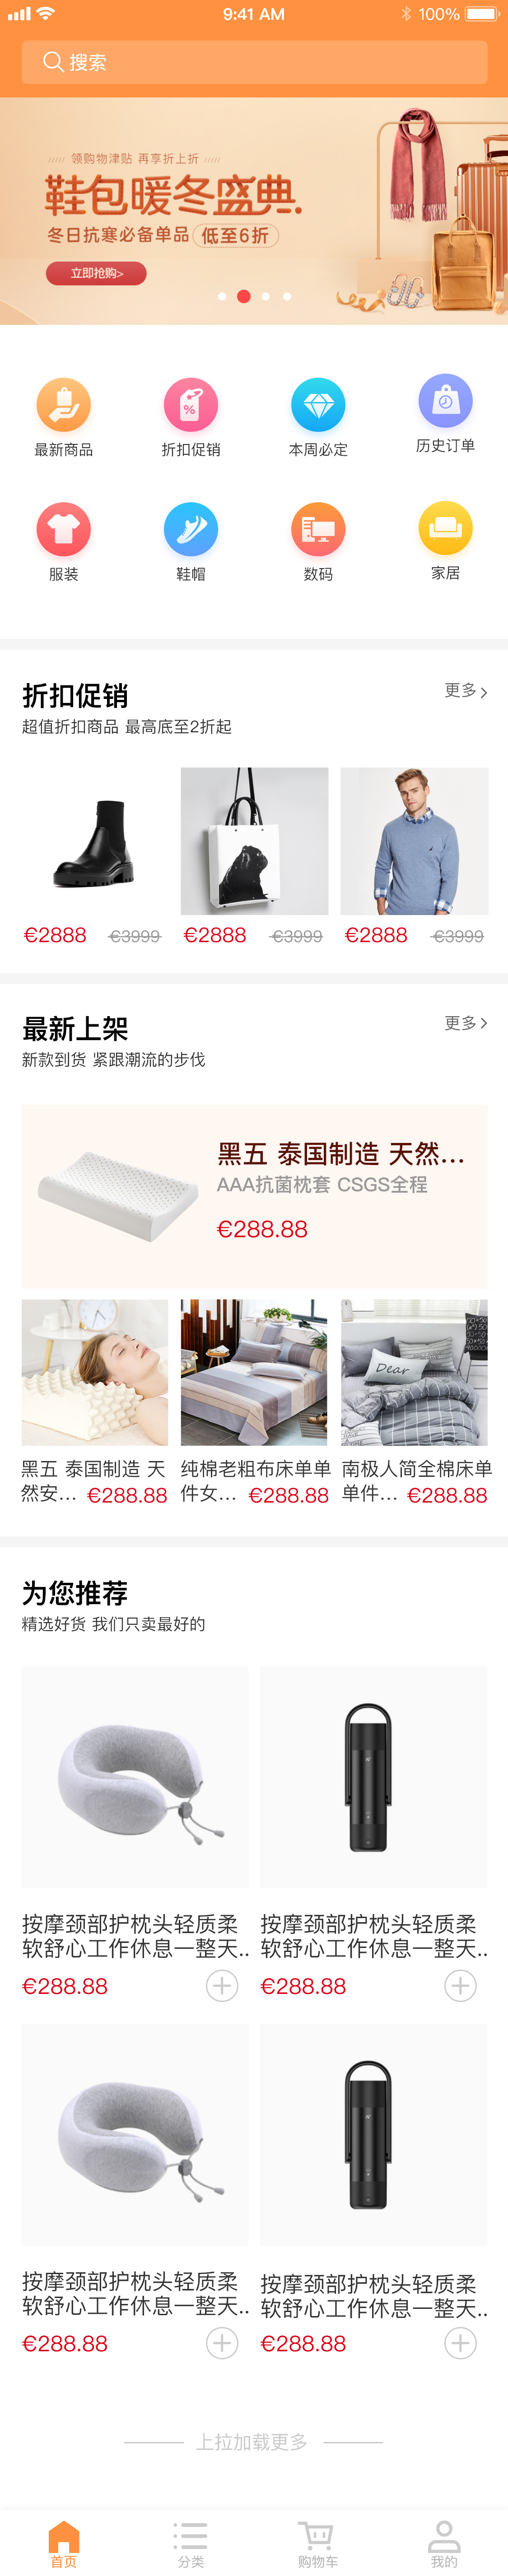 9:41 AM
100%
搜索
领购物津贴 再享折上折
鞋包暖冬盛典.
冬日抗寒必备单品 低至6折
立即抢购>
最新商品
折扣促销
本周必定
历史订单
服装
鞋帽
数码
家居
折扣促销
更多
超值折扣商品 最高底至2折起
€2888 €3999
€2888 €3999
€2888 €3999
最新上架
更多
新款到货 紧跟潮流的步伐
黑五 泰国制造 天然...
AAA抗菌枕套 CSGS全程
€288.88
Dear
黑五 泰国制造 天
然安... €288.88
纯棉老粗布床单单
件女... €288.88
南极人简全棉床单
单件... €288.88
为您推荐
精选好货 我们只卖最好的
按摩颈部护枕头轻质柔
软舒心工作休息一整天..
€288.88
按摩颈部护枕头轻质柔
软舒心工作休息一整天..
€288.88
按摩颈部护枕头轻质柔
软舒心工作休息一整天..
€288.88
按摩颈部护枕头轻质柔
软舒心工作休息一整天..
€288.88
上拉加载更多
首页
分类
购物车
我的